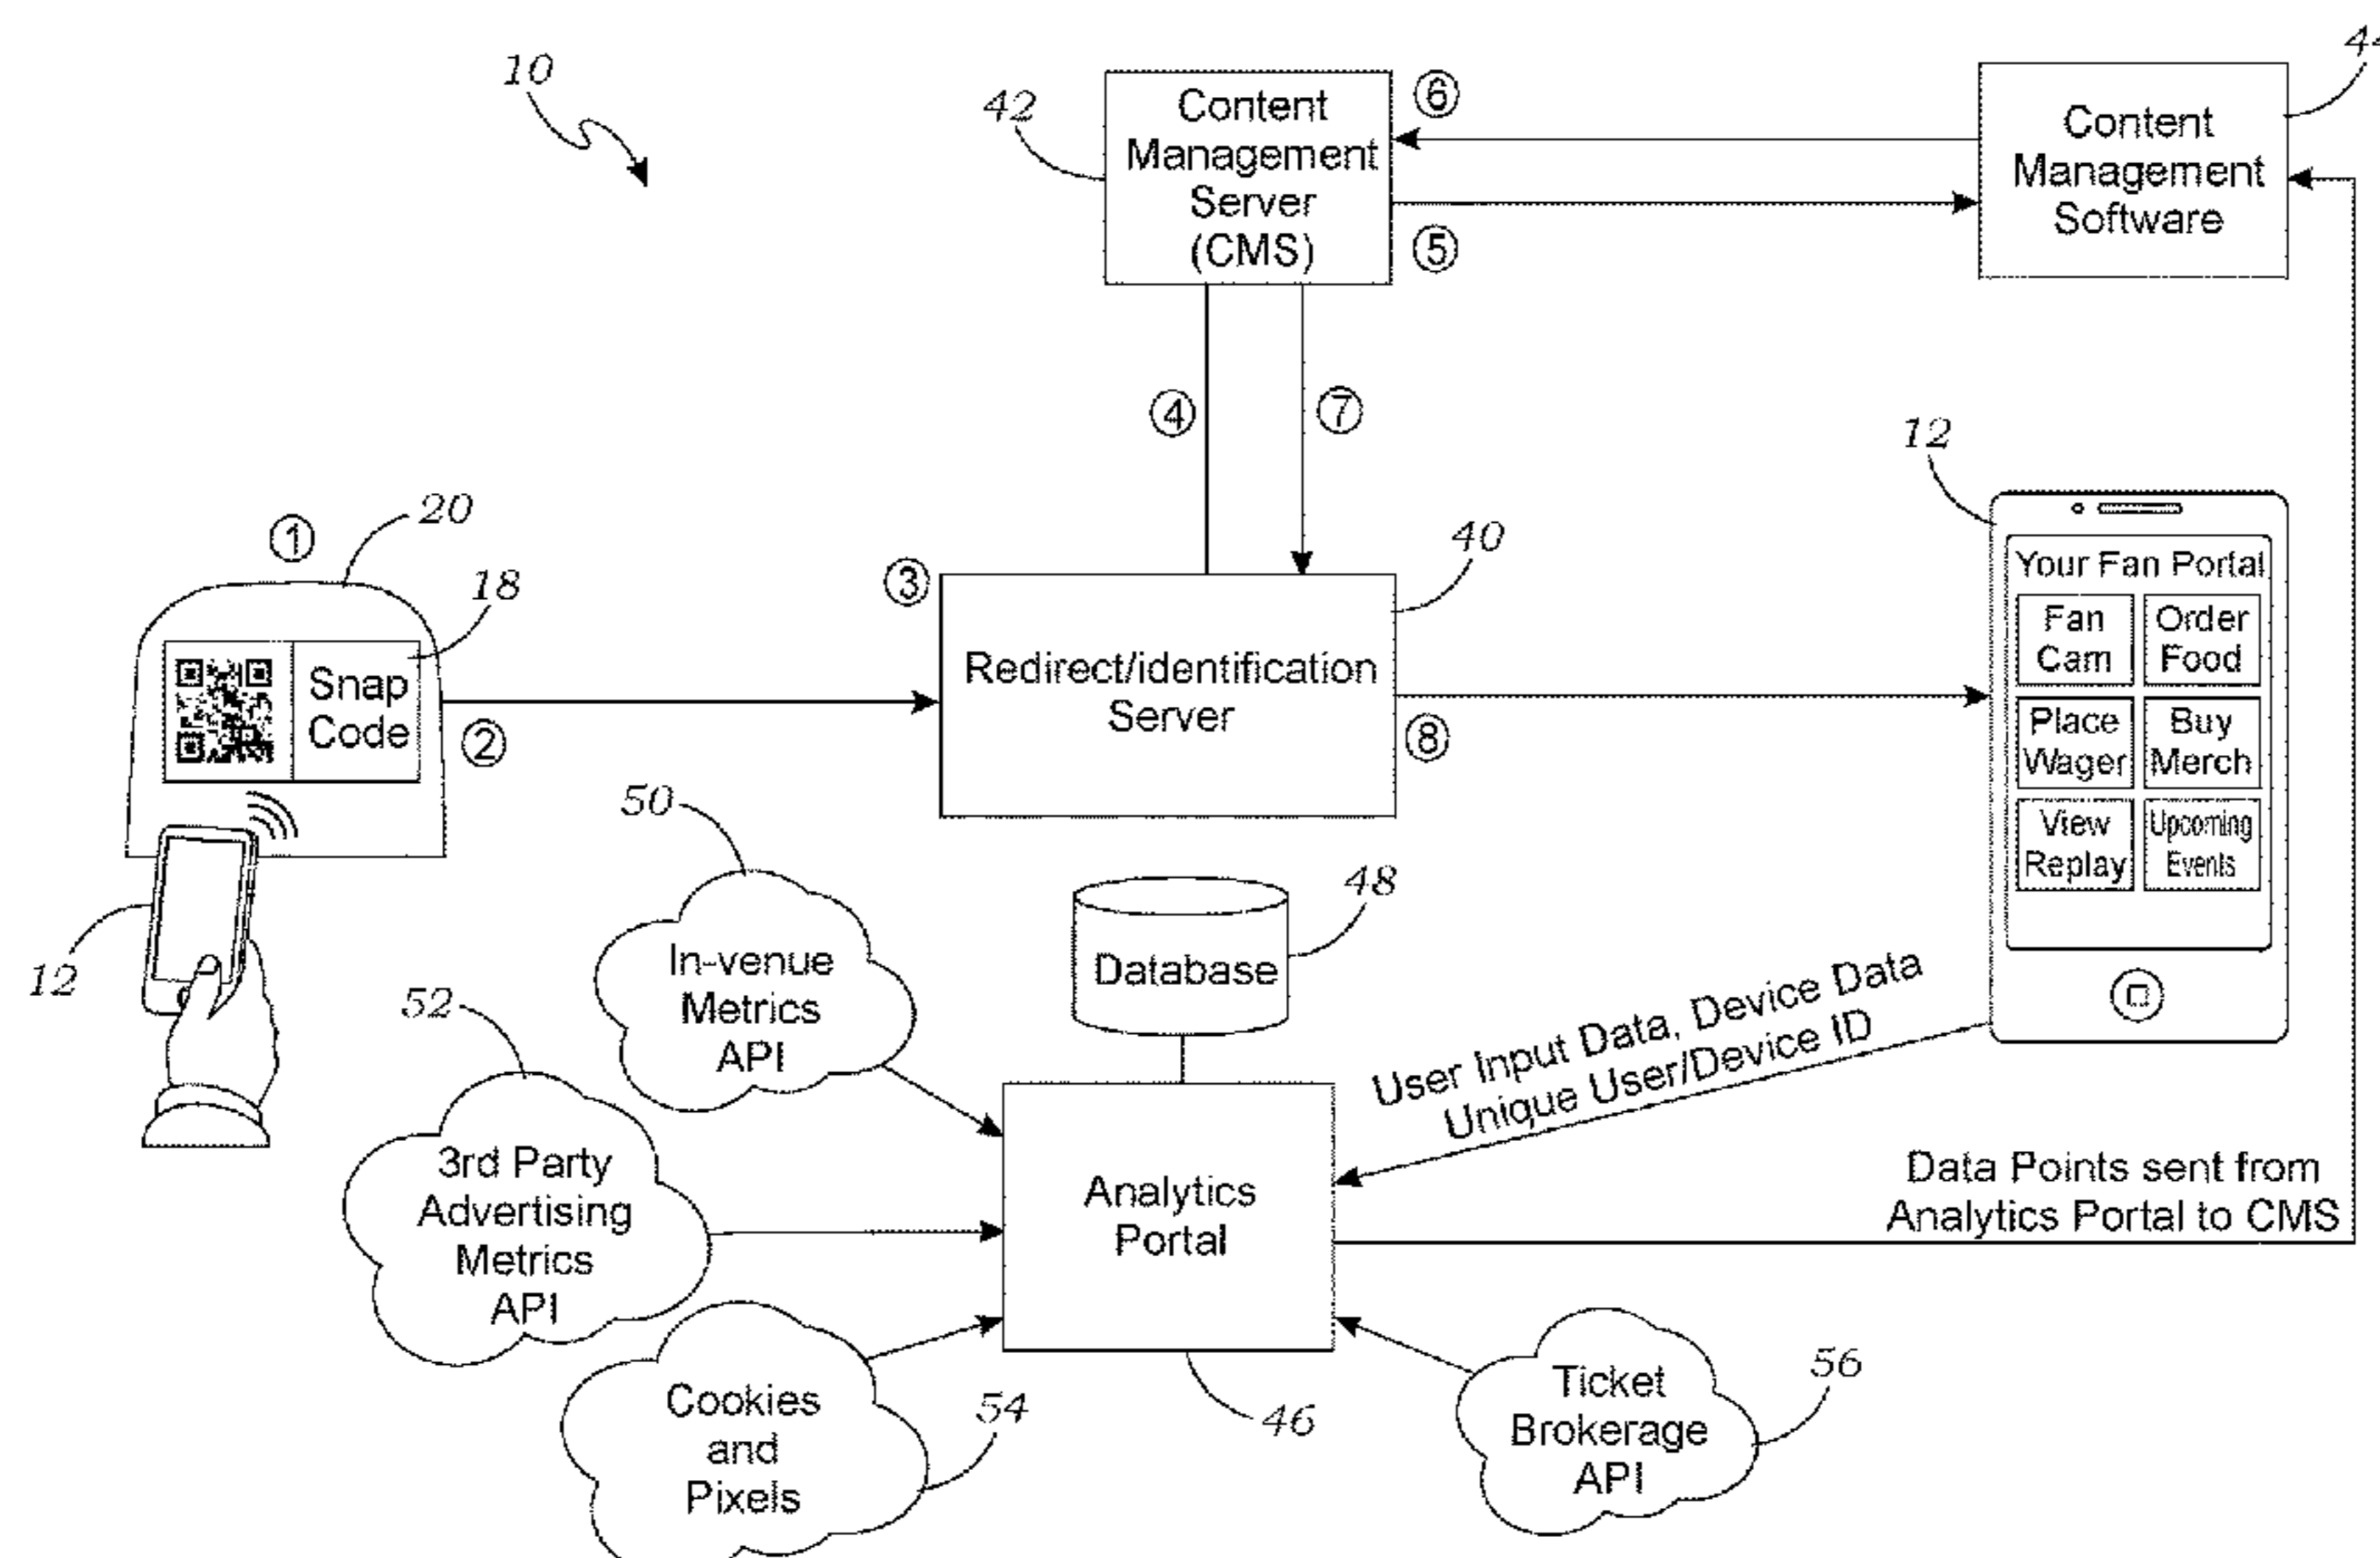 10
42
Content
Management
Server
(CMS)
⑥
⑤
44
Content
Management
Software
④
⑦
①
20
18
Snap
Code
②
12
③
40
Redirect/identification
Server
⑧
12
Your Fan Portal
Fan
Cam
Order
Food
Place
Wager
Buy
Merch
View
Replay
Upcoming
Events
50
In-venue
Metrics
API
48
Database
User Input Data, Device Data
Unique User/Device ID
52
3rd Party
Advertising
Metrics
API
Analytics
Portal
46
Data Points sent from
Analytics Portal to CMS
Cookies
and
Pixels
54
Ticket
Brokerage
API
56